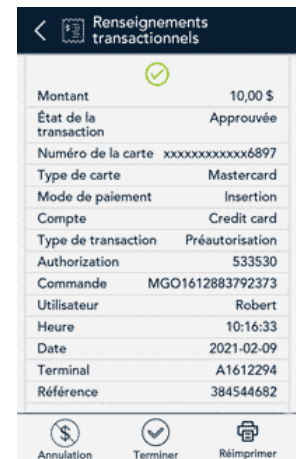 Renseignements
transactionnels
Montant 10,00 $
État de la
transaction Approuvée
Numéro de la carte xxxxxxxxxxxx6897
Type de carte Mastercard
Mode de paiement Insertion
Compte Credit card
Type de transaction Préautorisation
Authorization 533530
Commande MGO1612883792373
Utilisateur Robert
Heure 10:16:33
Date 2021-02-09
Terminal A1612294
Référence 384544682
Annulation Terminer Réimprimer